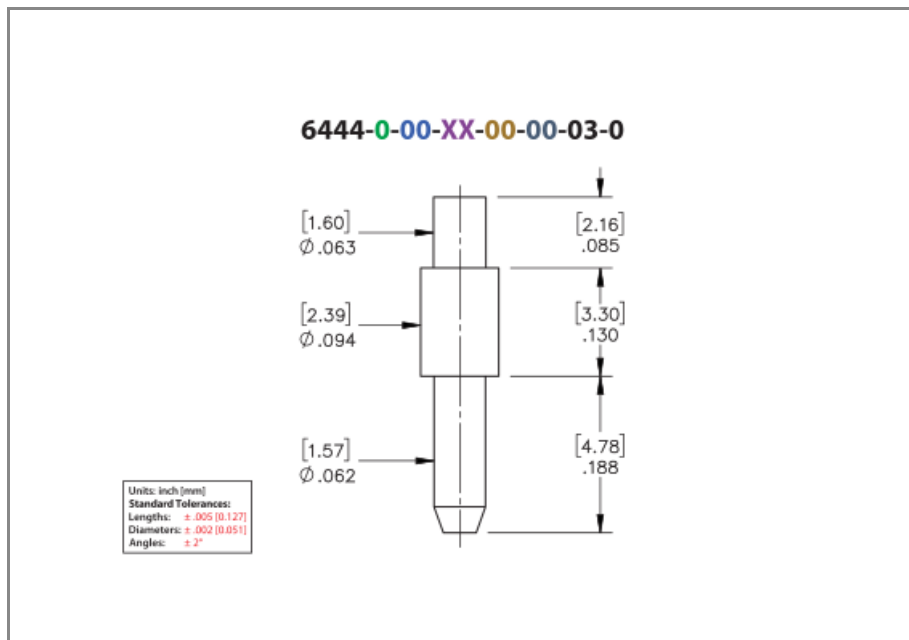 6444-0-00-XX-00-00-03-0
[1.60]
Ø.063
[2.16]
.085
[2.39]
Ø.094
[3.30]
.130
[1.57]
Ø.062
[4.78]
.188
Units: inch [mm]
Standard Tolerances:
Lengths: ±.005 [0.127]
Diameters: ±.002 [0.051]
Angles: ±2°